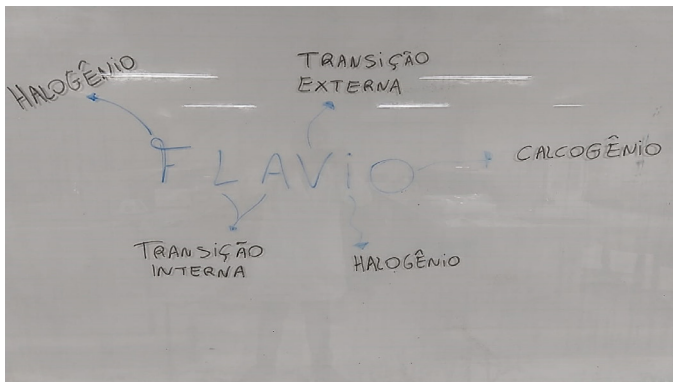 HALOGÊNIO
TRANSIÇÃO
EXTERNA
FLAViO
CALCOGÊNIO
TRANSIÇÃO
INTERNA
HALOGÊNIO